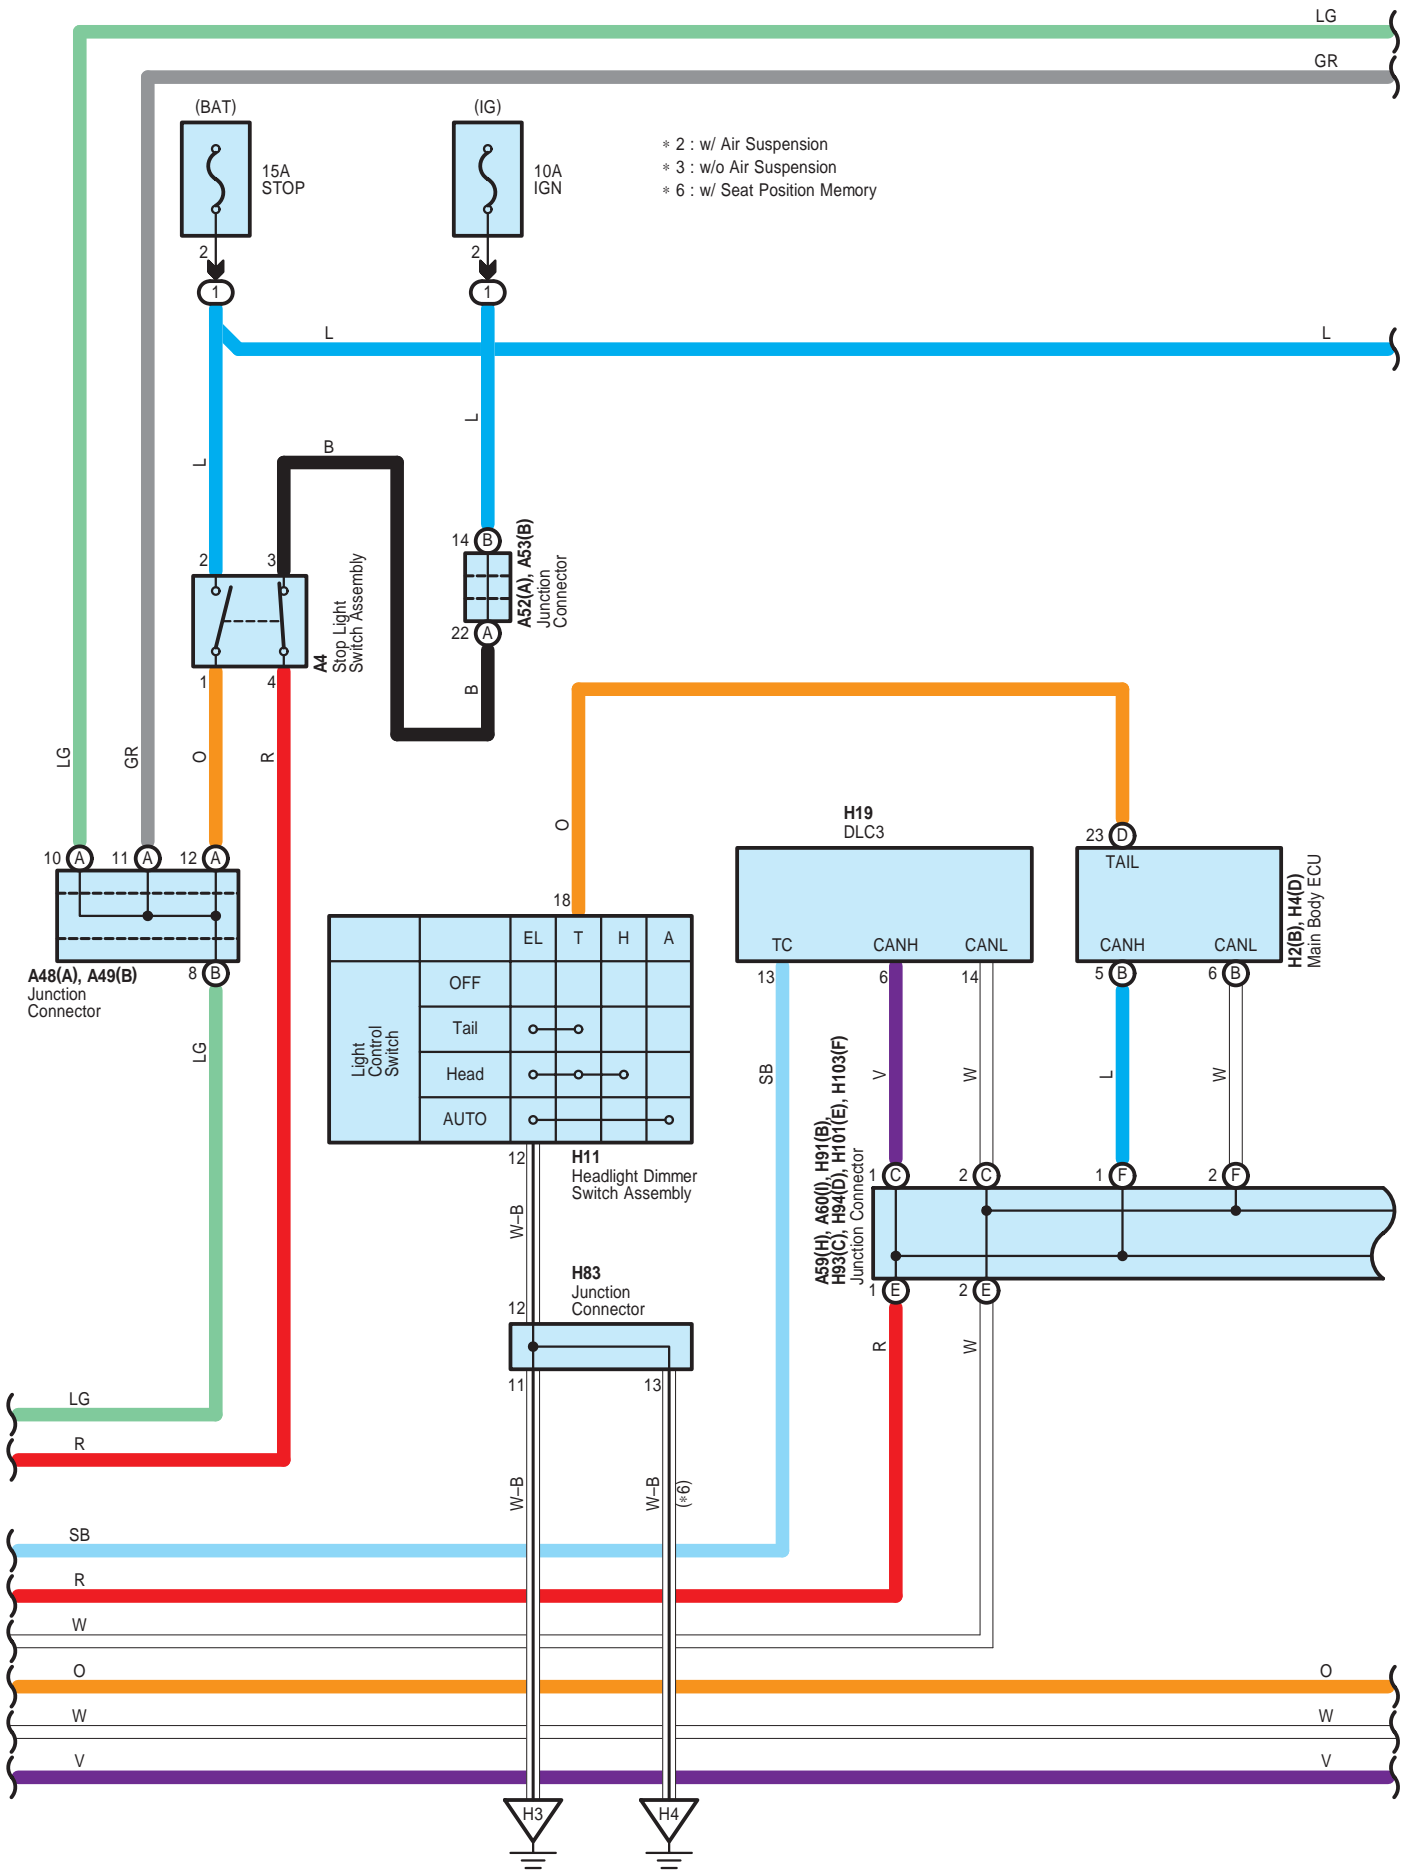 LG
GR
(BAT)
(IG)
15A
STOP
10A
IGN
* 2 : w/ Air Suspension
* 3 : w/o Air Suspension
* 6 : w/ Seat Position Memory
2
2
1
1
L
L
L
L
B
14 B
A52(A), A53(B)
Junction
Connector
22 A
B
2
3
A4
Stop Light
Switch Assembly
1
4
LG
GR
O
R
10 A
11 A
12 A
A48(A), A49(B)
Junction
Connector
8 B
LG
O
18
EL T H A
OFF
Tail
Head
AUTO
Light
Control
Switch
12
H11
Headlight Dimmer
Switch Assembly
W–B
H83
Junction
Connector
12
11
13
W–B
W–B
(*6)
H19
DLC3
TC
CANH
CANL
13
6
14
SB
V
W
23 D
TAIL
CANH
CANL
H2(B), H4(D)
Main Body ECU
5 B
6 B
L
W
A59(H), A60(I), H91(B),
H93(C), H94(D), H101(E), H103(F)
Junction Connector
1 C
2 C
1 F
2 F
1 E
2 E
R
W
LG
R
SB
R
W
O
O
W
W
V
V
H3
H4